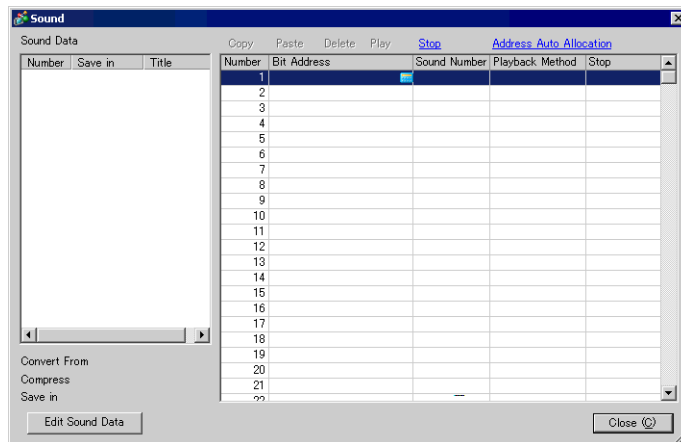 Sound
Sound Data
Copy Paste Delete Play Stop Address Auto Allocation
Number Save in Title
Number Bit Address Sound Number Playback Method Stop
1
2
3
4
5
6
7
8
9
10
11
12
13
14
15
16
17
18
19
20
21
22
Convert From
Compress
Save in
Edit Sound Data
Close (C)